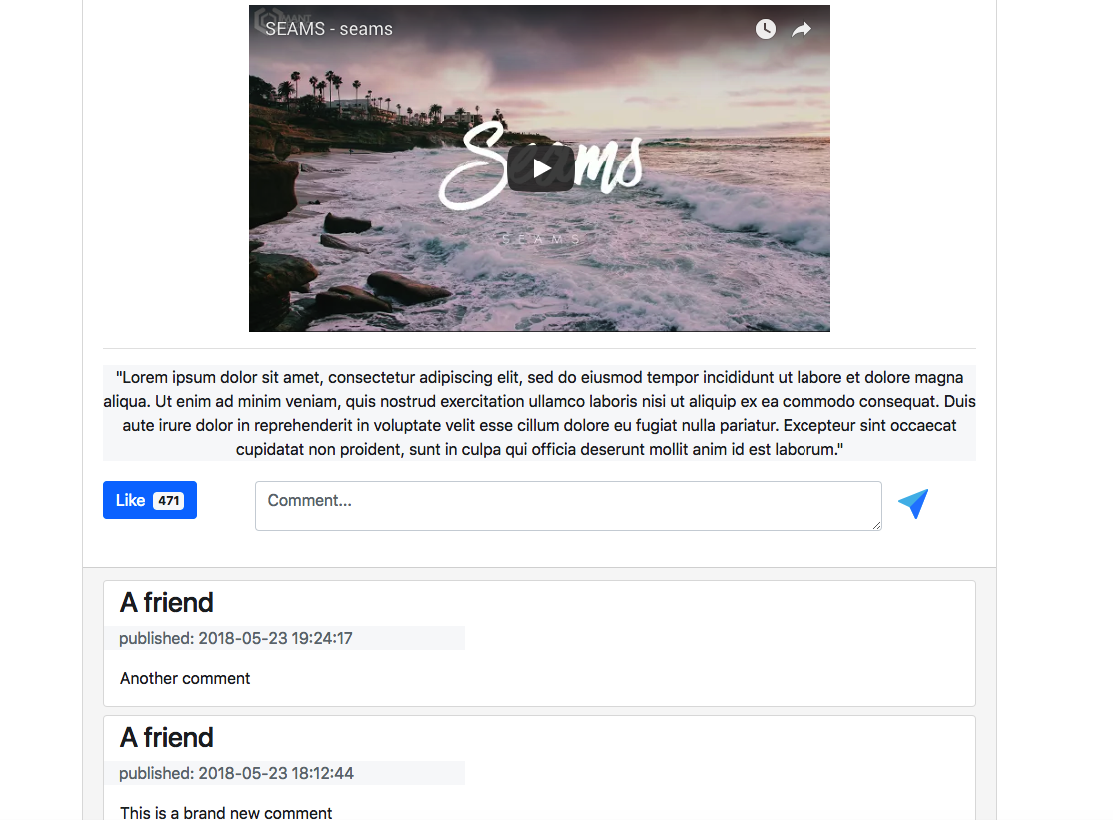 SEAMS - seams
Seams
SEAMS
"Lorem ipsum dolor sit amet, consectetur adipiscing elit, sed do eiusmod tempor incididunt ut labore et dolore magna
aliqua. Ut enim ad minim veniam, quis nostrud exercitation ullamco laboris nisi ut aliquip ex ea commodo consequat. Duis
aute irure dolor in reprehenderit in voluptate velit esse cillum dolore eu fugiat nulla pariatur. Excepteur sint occaecat
cupidatat non proident, sunt in culpa qui officia deserunt mollit anim id est laborum."
Like 471
Comment...
A friend
published: 2018-05-23 19:24:17
Another comment
A friend
published: 2018-05-23 18:12:44
This is a brand new comment